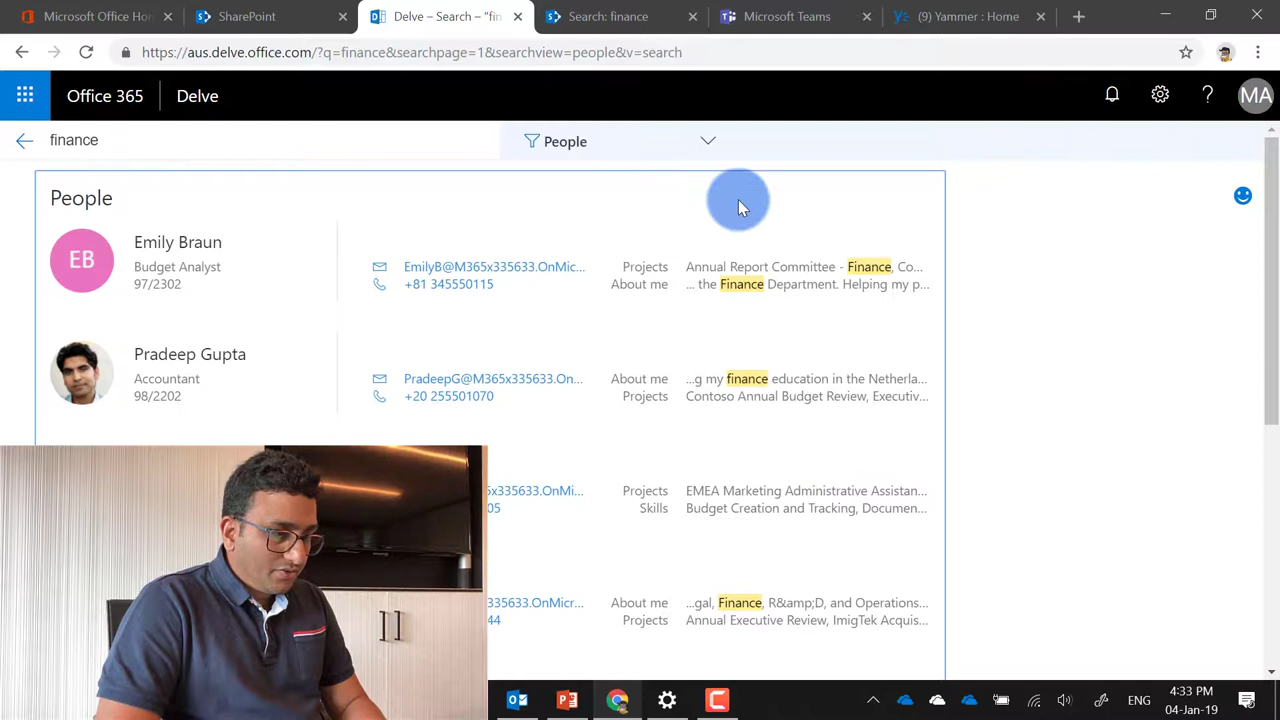 Microsoft Office Hor
SharePoint
Delve – Search – "fin
Search: finance
Microsoft Teams
(9) Yammer : Home
https://aus.delve.office.com/?q=finance&searchpage=1&searchview=people&v=search
Office 365
Delve
MA
finance
People
People
EB
Emily Braun
Budget Analyst
97/2302
EmilyB@M365x335633.OnMic...
+81 345550115
Projects Annual Report Committee - Finance, Co...
About me ... the Finance Department. Helping my p...
Pradeep Gupta
Accountant
98/2202
PradeepG@M365x335633.On...
+20 255501070
About me ...g my finance education in the Netherla...
Projects Contoso Annual Budget Review, Executiv...
s335633.OnMi...
05
Projects EMEA Marketing Administrative Assistan...
Skills Budget Creation and Tracking, Documen...
x335633.OnMicr...
44
About me ...gal, Finance, R&amp;D, and Operations...
Projects Annual Executive Review, ImigTek Acquis...
ENG
4:33 PM
04-Jan-19